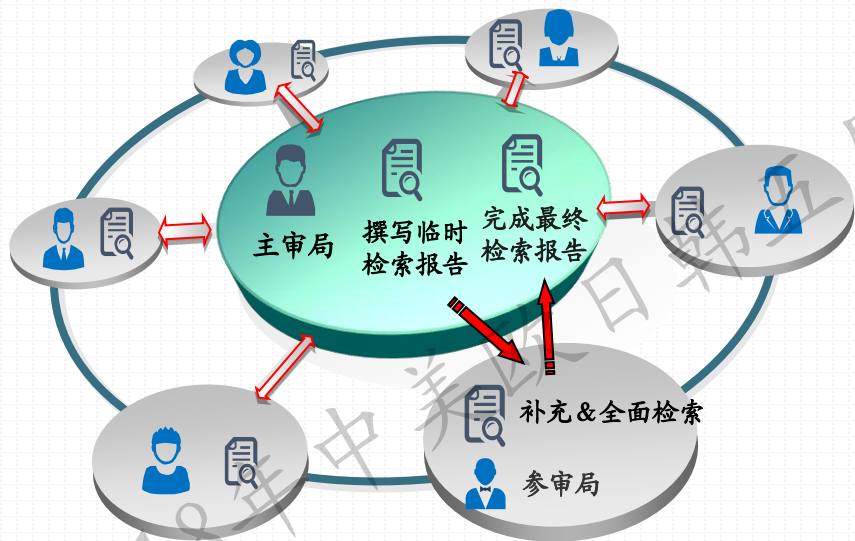 主审局
撰写临时
检索报告
完成最终
检索报告
补充&全面检索
参审局
8年中美欧日韩五